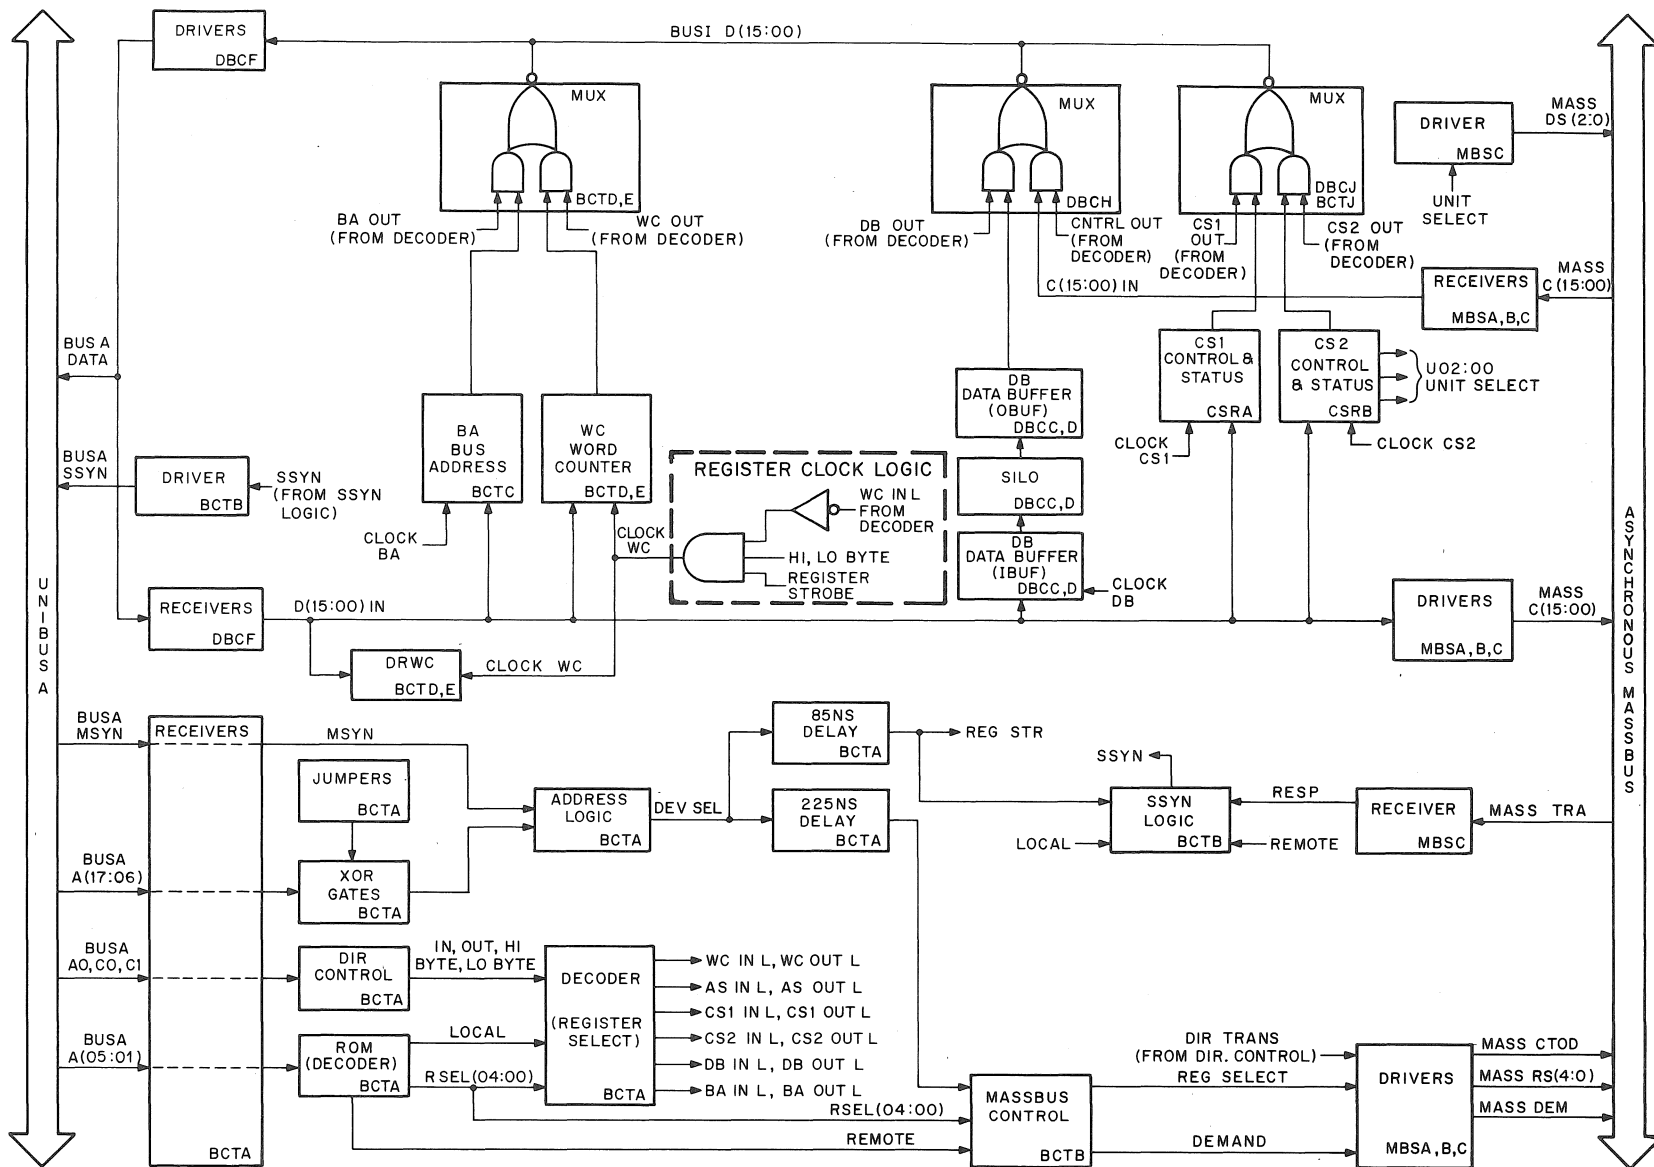 DRIVERS
DBCF
BUSI D(15:00)
MUX
BCTD,E
MUX
DBCH
MUX
DBCJ
BCTJ
DRIVER
MBSC
MASS
DS(2:0)
UNIT
SELECT
BA OUT
(FROM DECODER)
WC OUT
(FROM DECODER)
DB OUT
(FROM DECODER)
CNTRL OUT
(FROM
DECODER)
CS1
OUT
(FROM
DECODER)
CS2 OUT
(FROM
DECODER)
C(15:00) IN
RECEIVERS
MBSA,B,C
MASS
C(15:00)
BUS A
DATA
BA
BUS
ADDRESS
BCTC
WC
WORD
COUNTER
BCTD,E
DB
DATA BUFFER
(OBUF)
DBCC,D
CS1
CONTROL &
STATUS
CSRA
CS2
CONTROL
& STATUS
CSRB
U02:00
UNIT SELECT
CLOCK
CS1
CLOCK CS2
BUSA
SSYN
DRIVER
BCTB
SSYN
(FROM SSYN
LOGIC)
CLOCK
BA
CLOCK
WC
REGISTER CLOCK LOGIC
WC IN L
FROM
DECODER
HI, LO BYTE
REGISTER
STROBE
SILO
DBCC,D
DB
DATA BUFFER
(IBUF)
DBCC,D
CLOCK
DB
UNIBUS A
ASYNCHRONOUS MASSBUS
RECEIVERS
DBCF
D(15:00) IN
DRIVERS
MBSA,B,C
MASS
C(15:00)
DRWC
BCTD,E
CLOCK WC
BUSA
MSYN
RECEIVERS
BCTA
MSYN
JUMPERS
BCTA
ADDRESS
LOGIC
BCTA
DEV SEL
85NS
DELAY
BCTA
REG STR
225NS
DELAY
BCTA
SSYN
SSYN
LOGIC
BCTB
LOCAL
REMOTE
RESP
RECEIVER
MBSC
MASS TRA
BUSA
A(17:06)
XOR
GATES
BCTA
BUSA
A0,C0,C1
DIR
CONTROL
BCTA
IN, OUT, HI
BYTE, LO BYTE
DECODER
(REGISTER
SELECT)
BCTA
WC IN L, WC OUT L
AS IN L, AS OUT L
CS1 IN L, CS1 OUT L
CS2 IN L, CS2 OUT L
DB IN L, DB OUT L
BA IN L, BA OUT L
BUSA
A(05:01)
ROM
(DECODER)
BCTA
LOCAL
RSEL(04:00)
RSEL(04:00)
REMOTE
MASSBUS
CONTROL
BCTB
DIR TRANS
(FROM DIR. CONTROL)
REG SELECT
DEMAND
DRIVERS
MBSA,B,C
MASS CTOD
MASS RS(4:0)
MASS DEM